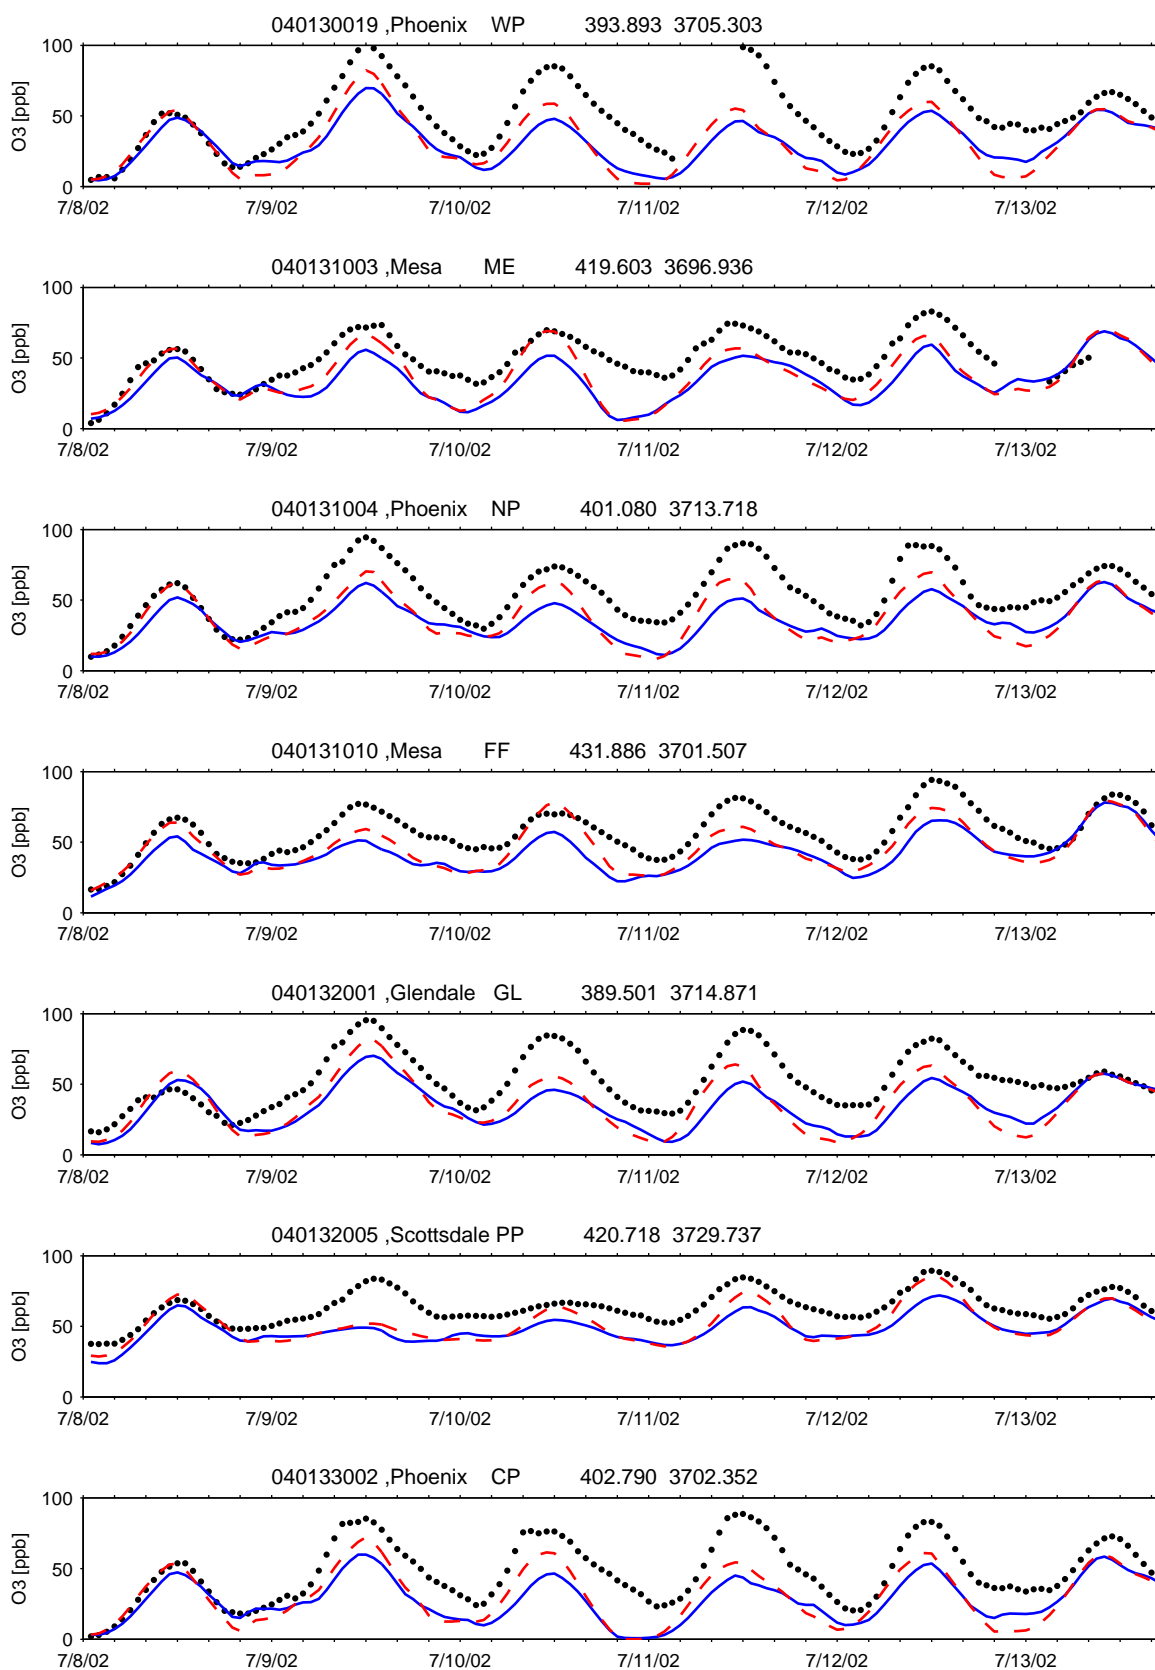 040130019 ,Phoenix WP 393.893 3705.303
100
50
0
O3 [ppb]
7/8/02 7/9/02 7/10/02 7/11/02 7/12/02 7/13/02
040131003 ,Mesa ME 419.603 3696.936
100
50
0
O3 [ppb]
7/8/02 7/9/02 7/10/02 7/11/02 7/12/02 7/13/02
040131004 ,Phoenix NP 401.080 3713.718
100
50
0
O3 [ppb]
7/8/02 7/9/02 7/10/02 7/11/02 7/12/02 7/13/02
040131010 ,Mesa FF 431.886 3701.507
100
50
0
O3 [ppb]
7/8/02 7/9/02 7/10/02 7/11/02 7/12/02 7/13/02
040132001 ,Glendale GL 389.501 3714.871
100
50
0
O3 [ppb]
7/8/02 7/9/02 7/10/02 7/11/02 7/12/02 7/13/02
040132005 ,Scottsdale PP 420.718 3729.737
100
50
0
O3 [ppb]
7/8/02 7/9/02 7/10/02 7/11/02 7/12/02 7/13/02
040133002 ,Phoenix CP 402.790 3702.352
100
50
0
O3 [ppb]
7/8/02 7/9/02 7/10/02 7/11/02 7/12/02 7/13/02